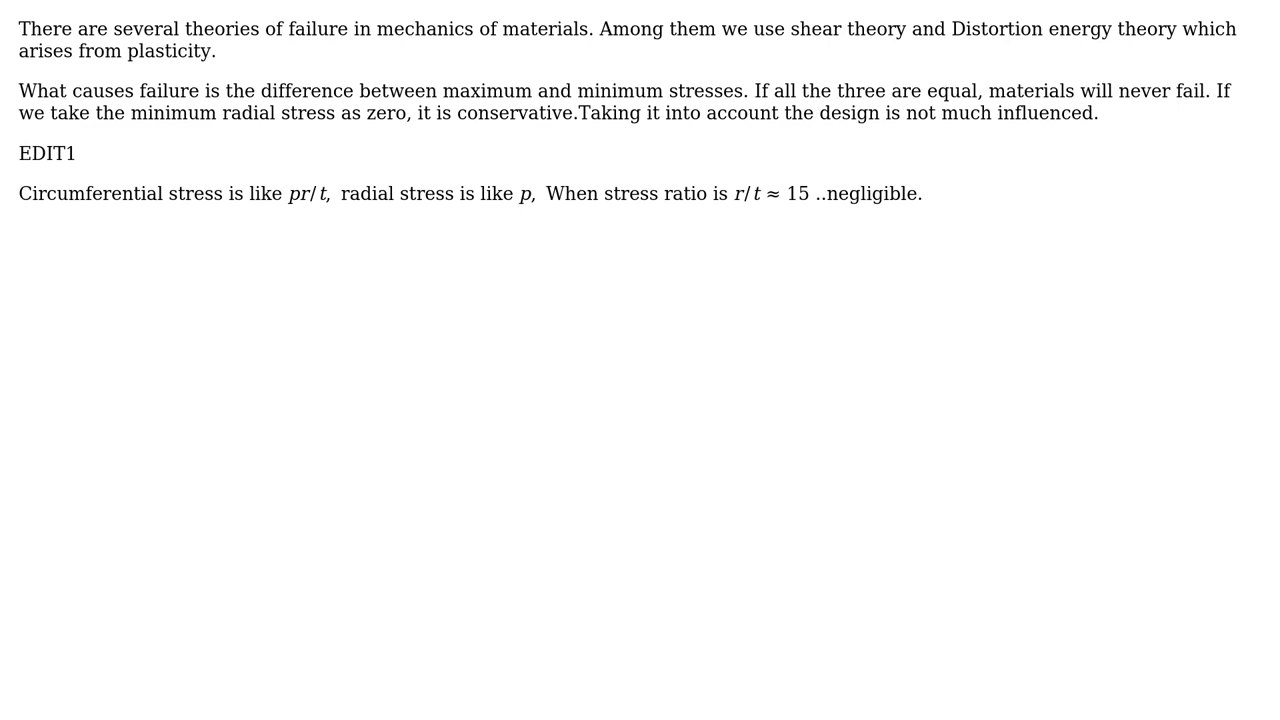 There are several theories of failure in mechanics of materials. Among them we use shear theory and Distortion energy theory which
arises from plasticity.
What causes failure is the difference between maximum and minimum stresses. If all the three are equal, materials will never fail. If
we take the minimum radial stress as zero, it is conservative.Taking it into account the design is not much influenced.
EDIT1
Circumferential stress is like pr/t, radial stress is like p, When stress ratio is r/t ≈ 15 ..negligible.